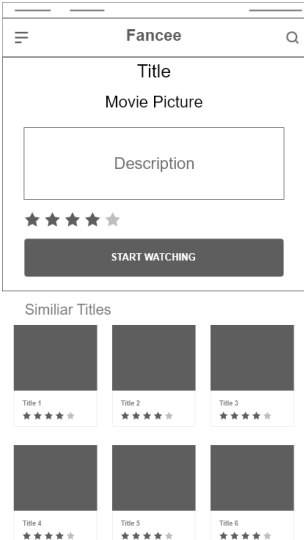 Fancee
Title
Movie Picture
Description
START WATCHING
Similiar Titles
Title 1
Title 2
Title 3
Title 4
Title 5
Title 6